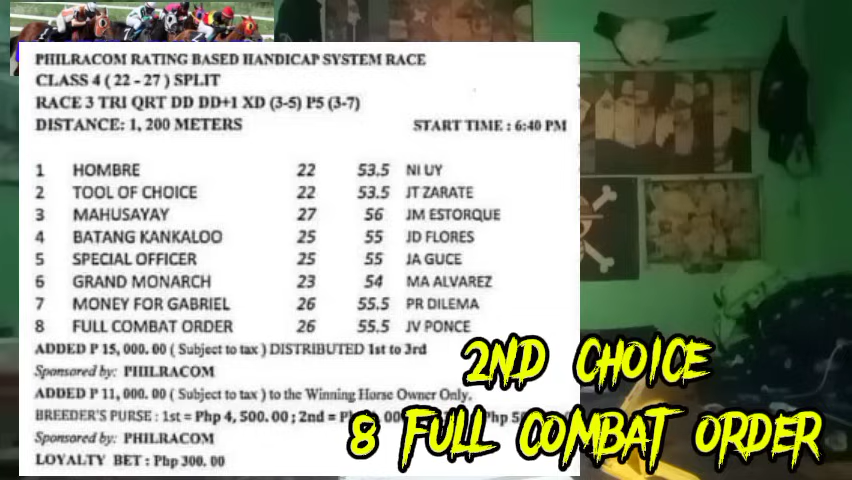 PHILRACOM RATING BASED HANDICAP SYSTEM RACE
CLASS 4 ( 22 - 27 ) SPLIT
RACE 3 TRI QRT DD DD+1 XD (3-5) P5 (3-7)
DISTANCE: 1, 200 METERS START TIME : 6:40 PM
1 HOMBRE 22 53.5 NI UY
2 TOOL OF CHOICE 22 53.5 JT ZARATE
3 MAHUSAYAY 27 56 JM ESTORQUE
4 BATANG KANKALOO 25 55 JD FLORES
5 SPECIAL OFFICER 25 55 JA GUCE
6 GRAND MONARCH 23 54 MA ALVAREZ
7 MONEY FOR GABRIEL 26 55.5 PR DILEMA
8 FULL COMBAT ORDER 26 55.5 JV PONCE
ADDED P 15, 000. 00 ( Subject to tax ) DISTRIBUTED 1st to 3rd
Sponsored by: PHILRACOM
ADDED P 11, 000. 00 ( Subject to tax ) to the Winning Horse Owner Only.
BREEDER'S PURSE : 1st = Php 4, 500. 00 ; 2nd =
Sponsored by: PHILRACOM
LOYALTY BET : Php 300. 00
2ND CHOICE
8 FULL COMBAT ORDER